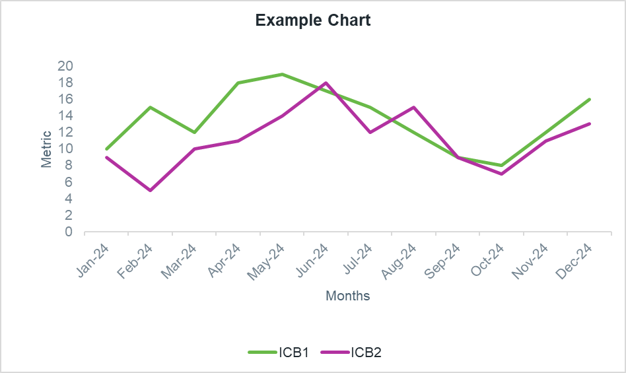 Example Chart
20
18
16
14
12
10
8
6
4
2
0
Metric
Jan-24
Feb-24
Mar-24
Apr-24
May-24
Jun-24
Jul-24
Aug-24
Sep-24
Oct-24
Nov-24
Dec-24
Months
ICB1 ICB2